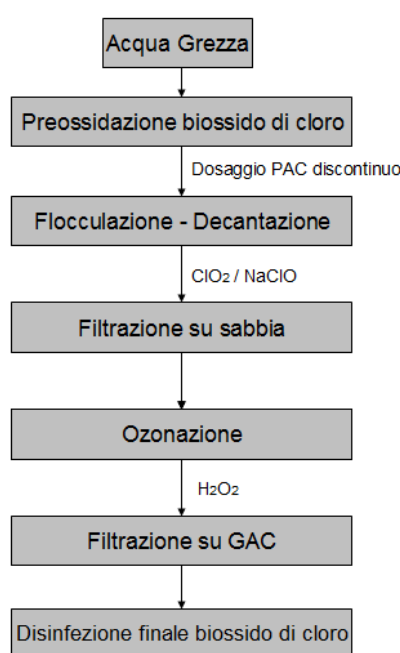 Acqua Grezza
Preossidazione biossido di cloro
Dosaggio PAC discontinuo
Flocculazione - Decantazione
ClO₂ / NaClO
Filtrazione su sabbia
Ozonazione
H₂O₂
Filtrazione su GAC
Disinfezione finale biossido di cloro